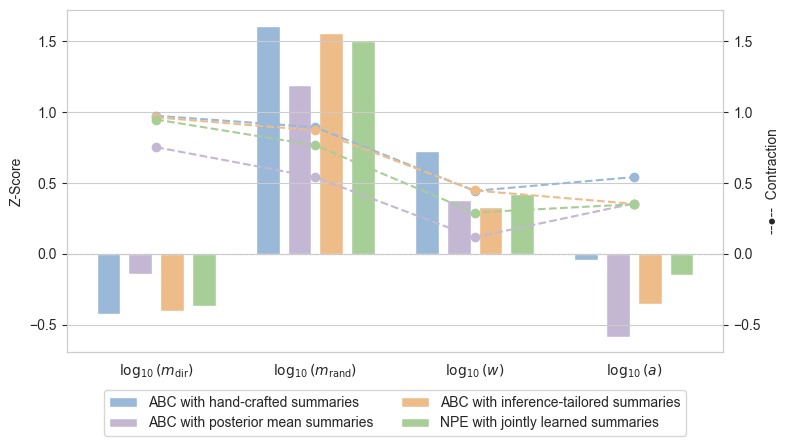 1.5
1.0
0.5
0.0
−0.5
Z-Score
1.5
1.0
0.5
0.0
−0.5
--●-- Contraction
log₁₀ (m_dir)
log₁₀ (m_rand)
log₁₀ (w)
log₁₀ (a)
ABC with hand-crafted summaries
ABC with posterior mean summaries
ABC with inference-tailored summaries
NPE with jointly learned summaries